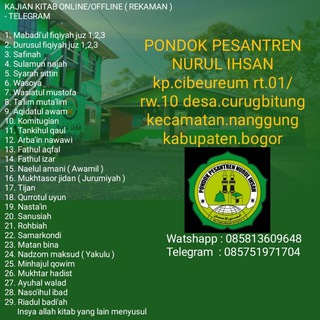 KAJIAN KITAB ONLINE/OFFLINE ( REKAMAN )
- TELEGRAM
1. Mabadi'ul fiqiyah juz 1,2,3
2. Durusul fiqiyah juz 1,2,3
3. Safinah
4. Sulamun najah
5. Syarah sittin
6. Wasoya
7. Wasiatul mustofa
8. Ta'lim muta'lim
9. Aqidatul awam
10. Komitugian
11. Tankihul qaul
12. Arba'in nawawi
13. Fathul aqfal
14. Fathul izar
15. Naelul amani ( Awamil )
16. Mukhtasor jidan ( Jurumiyah )
17. Tijan
18. Qurrotul uyun
19. Nasta'in
20. Sanusiah
21. Rohbiah
22. Samarkondi
23. Matan bina
24. Nadzom maksud ( Yakulu )
25. Minhajul qowim
26. Mukhtar hadist
27. Ayuhal walad
28. Naso'ihul ibad
29. Riadul badi'ah
Insya allah kitab yang lain menyusul
PONDOK PESANTREN
NURUL IHSAN
kp.cibeureum rt.01/
rw.10 desa.curugbitung
kecamatan.nanggung
kabupaten.bogor
PONDOK PESANTREN NURUL IHSAN
Watshapp : 085813609648
Telegram : 085751971704